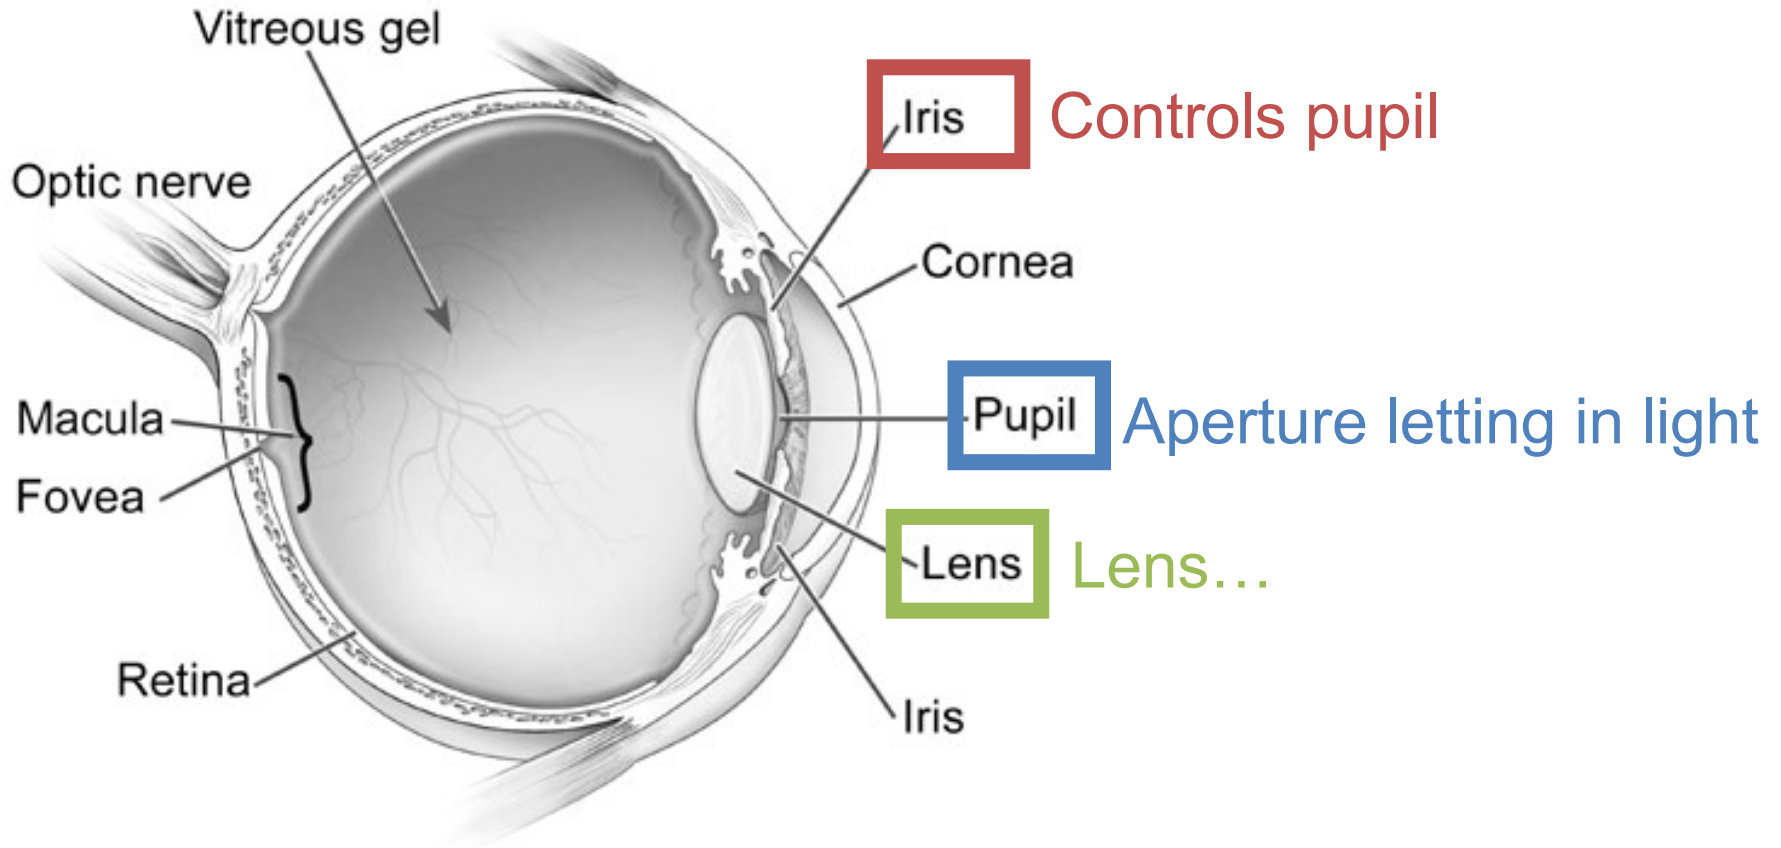 Vitreous gel
Iris
Controls pupil
Optic nerve
Cornea
Macula
Pupil
Aperture letting in light
Fovea
Lens
Lens…
Retina
Iris